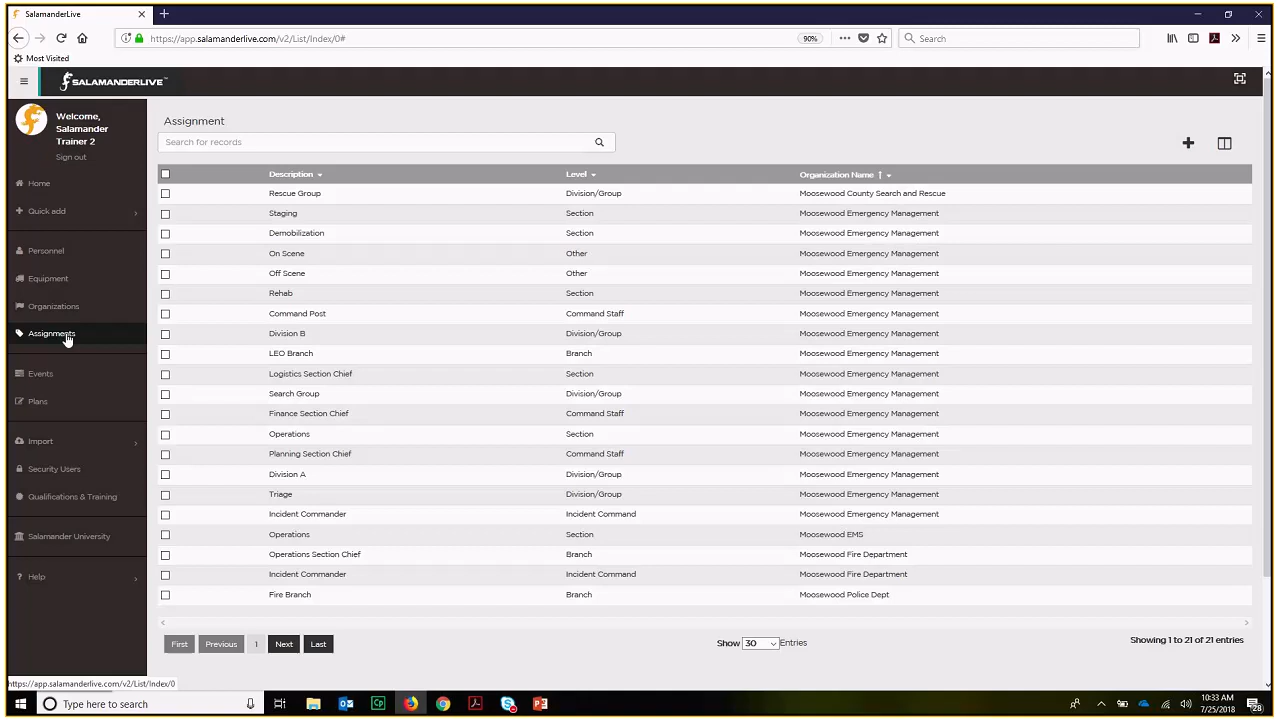 SalamanderLive
https://app.salamanderlive.com/v2/List/Index/0#
90%
Search
Most Visited
SALAMANDERLIVE™
Welcome,
Salamander
Trainer 2
Sign out
Home
Quick add
Personnel
Equipment
Organizations
Assignments
Events
Plans
Import
Security Users
Qualifications & Training
Salamander University
Help
Assignment
Search for records
Description Level Organization Name
Rescue Group Division/Group Moosewood County Search and Rescue
Staging Section Moosewood Emergency Management
Demobilization Section Moosewood Emergency Management
On Scene Other Moosewood Emergency Management
Off Scene Other Moosewood Emergency Management
Rehab Section Moosewood Emergency Management
Command Post Command Staff Moosewood Emergency Management
Division B Division/Group Moosewood Emergency Management
LEO Branch Branch Moosewood Emergency Management
Logistics Section Chief Section Moosewood Emergency Management
Search Group Division/Group Moosewood Emergency Management
Finance Section Chief Command Staff Moosewood Emergency Management
Operations Section Moosewood Emergency Management
Planning Section Chief Command Staff Moosewood Emergency Management
Division A Division/Group Moosewood Emergency Management
Triage Division/Group Moosewood Emergency Management
Incident Commander Incident Command Moosewood Emergency Management
Operations Section Moosewood EMS
Operations Section Chief Branch Moosewood Fire Department
Incident Commander Incident Command Moosewood Fire Department
Fire Branch Branch Moosewood Police Dept
First Previous 1 Next Last
Show 30 Entries
Showing 1 to 21 of 21 entries
https://app.salamanderlive.com/v2/List/Index/0
Type here to search
10:33 AM
7/25/2018
28